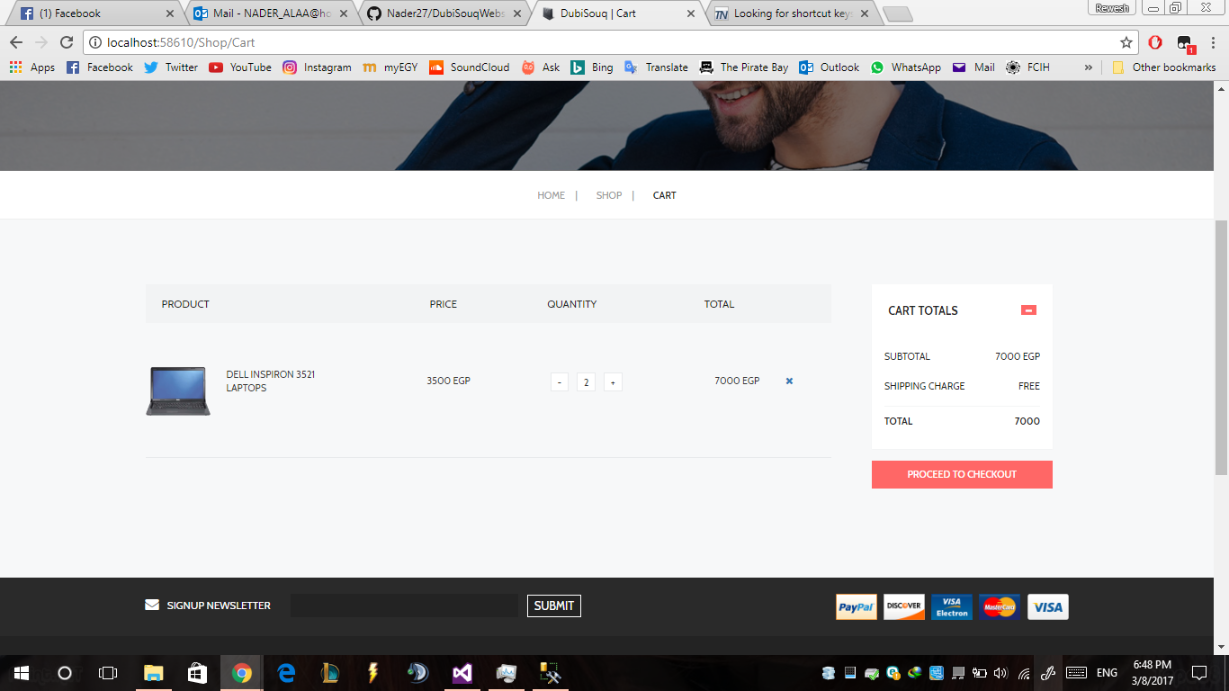 (1) Facebook
Mail - NADER_ALAA@ho
Nader27/DubiSouqWebs
DubiSouq | Cart
Looking for shortcut key
Rewesh
localhost:58610/Shop/Cart
1
Apps
Facebook
Twitter
YouTube
Instagram
myEGY
SoundCloud
Ask
Bing
Translate
The Pirate Bay
Outlook
WhatsApp
Mail
FCIH
»
Other bookmarks
HOME | SHOP | CART
PRODUCT PRICE QUANTITY TOTAL
DELL INSPIRON 3521
LAPTOPS
3500 EGP
- 2 +
7000 EGP
CART TOTALS
SUBTOTAL 7000 EGP
SHIPPING CHARGE FREE
TOTAL 7000
PROCEED TO CHECKOUT
SIGNUP NEWSLETTER
SUBMIT
PayPal
DISCOVER
VISA
Electron
MasterCard
VISA
ENG
6:48 PM
3/8/2017